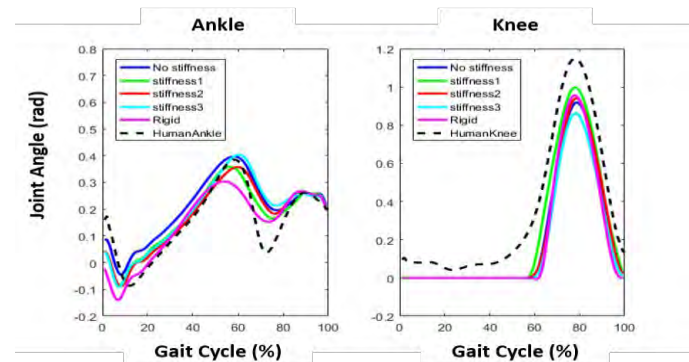 Ankle
Knee
Joint Angle (rad)
0.8
0.7
0.6
0.5
0.4
0.3
0.2
0.1
0
-0.1
-0.2
No stiffness
stiffness1
stiffness2
stiffness3
Rigid
HumanAnkle
0 20 40 60 80 100
Gait Cycle (%)
1.2
1
0.8
0.6
0.4
0.2
0
-0.2
No stiffness
stiffness1
stiffness2
stiffness3
Rigid
HumanKnee
0 20 40 60 80 100
Gait Cycle (%)